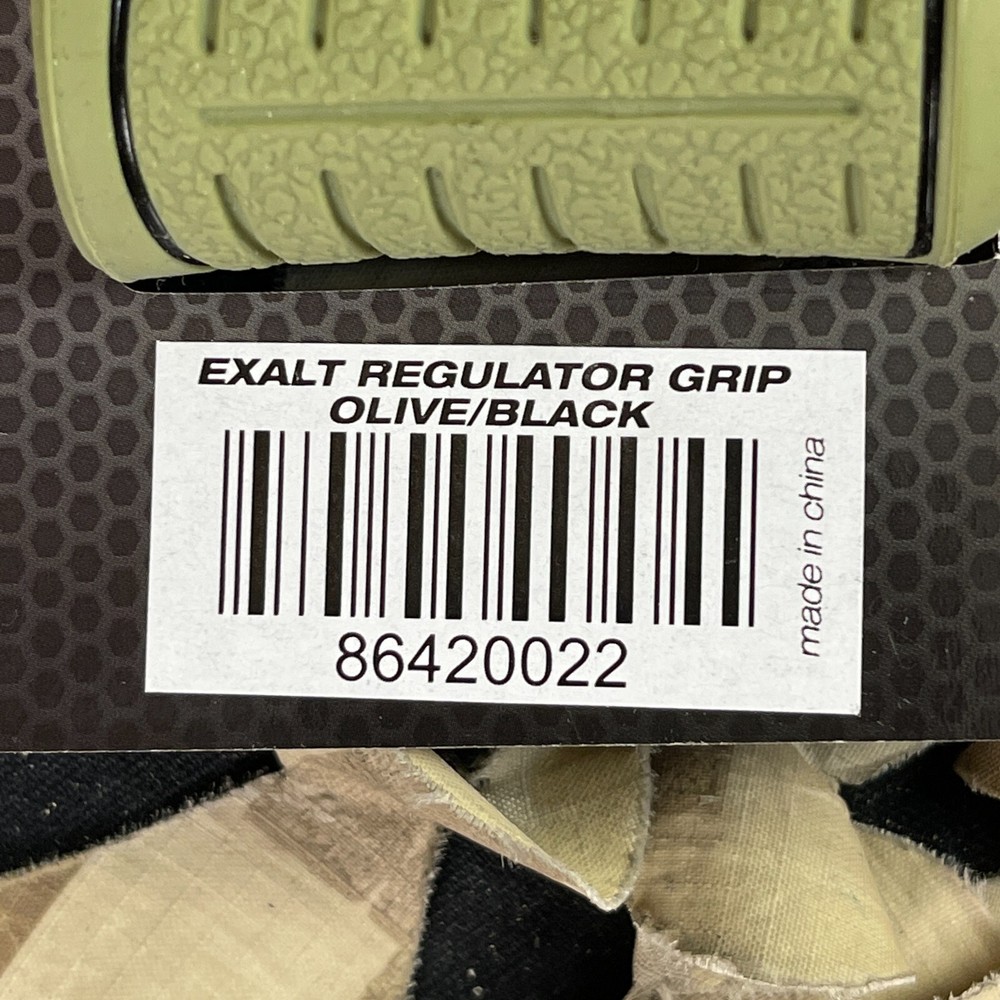 EXALT REGULATOR GRIP
OLIVE/BLACK
made in china
86420022